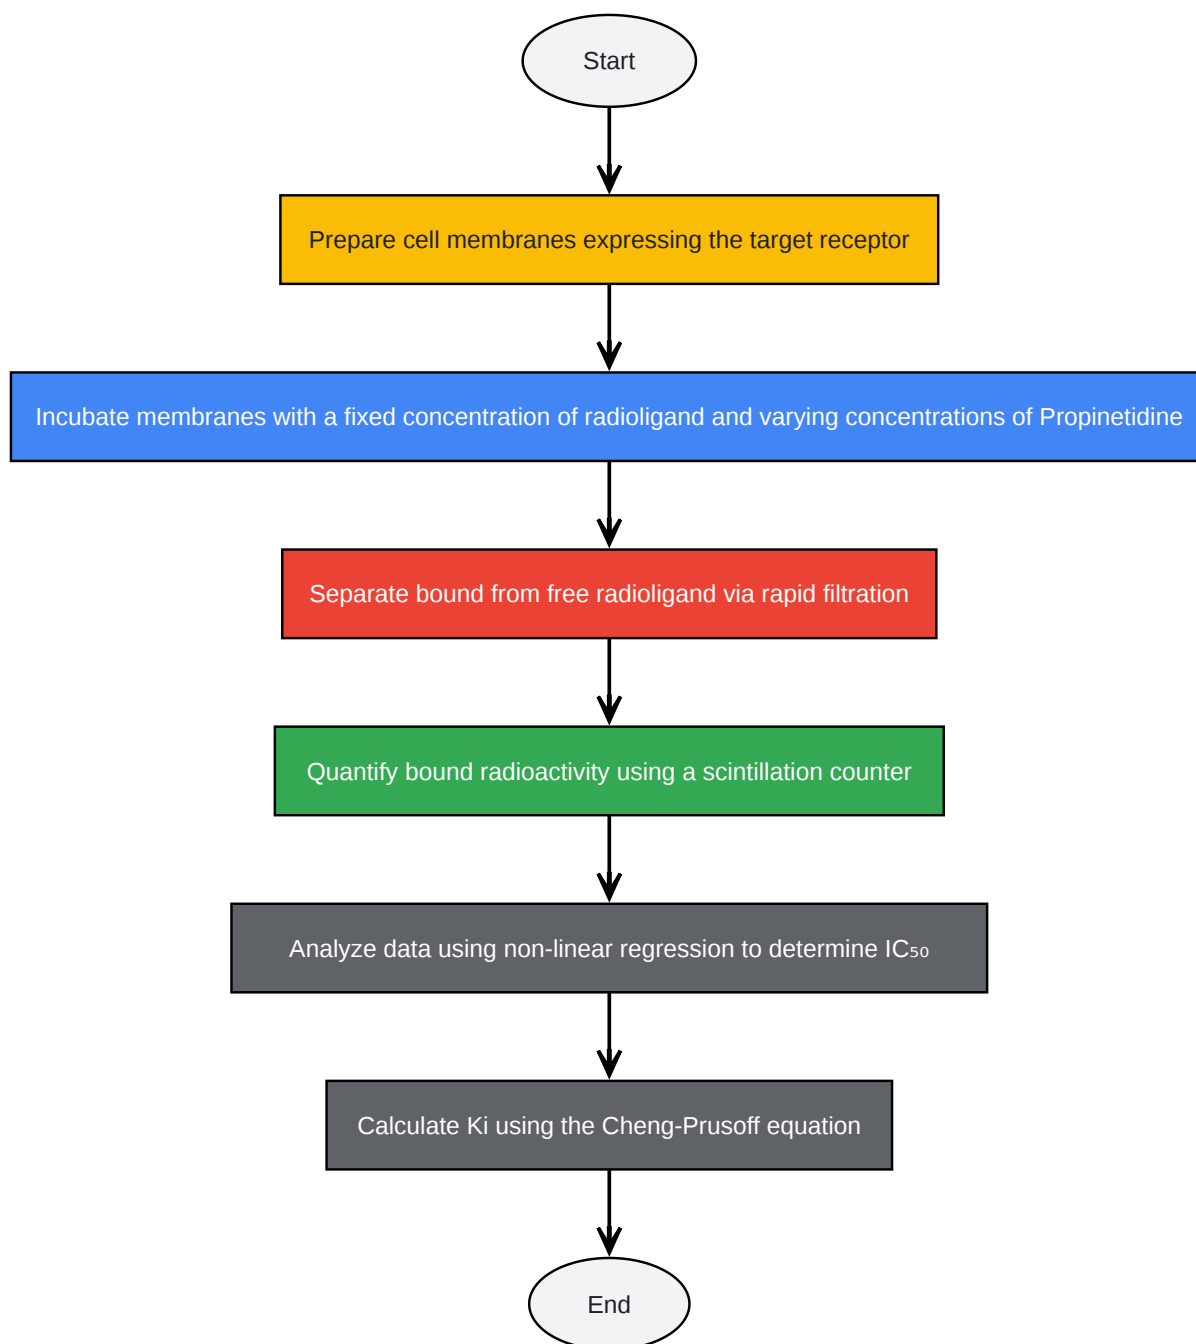 Start
Prepare cell membranes expressing the target receptor
Incubate membranes with a fixed concentration of radioligand and varying concentrations of Propinetidine
Separate bound from free radioligand via rapid filtration
Quantify bound radioactivity using a scintillation counter
Analyze data using non-linear regression to determine IC₅₀
Calculate Ki using the Cheng-Prusoff equation
End